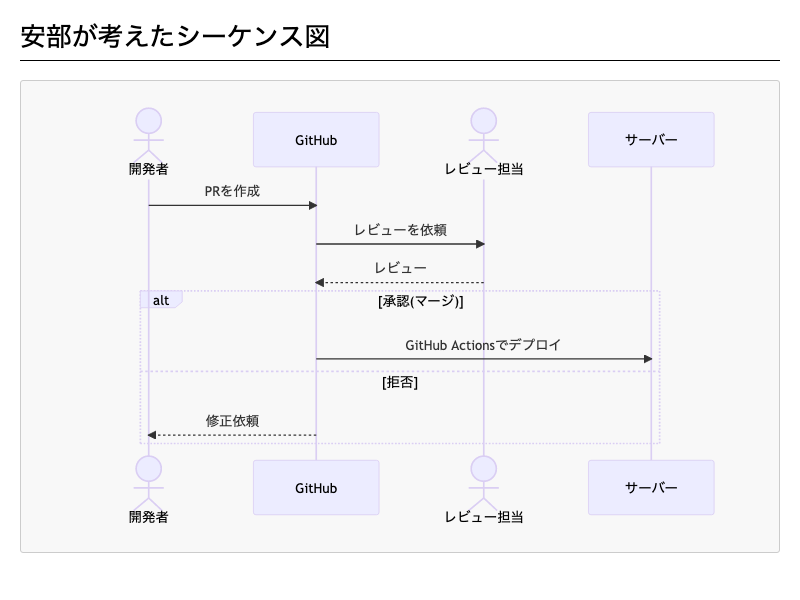 安部が考えたシーケンス図
開発者
GitHub
レビュー担当
サーバー
PRを作成
レビューを依頼
レビュー
alt
[承認(マージ)]
GitHub Actionsでデプロイ
[拒否]
修正依頼
開発者
GitHub
レビュー担当
サーバー